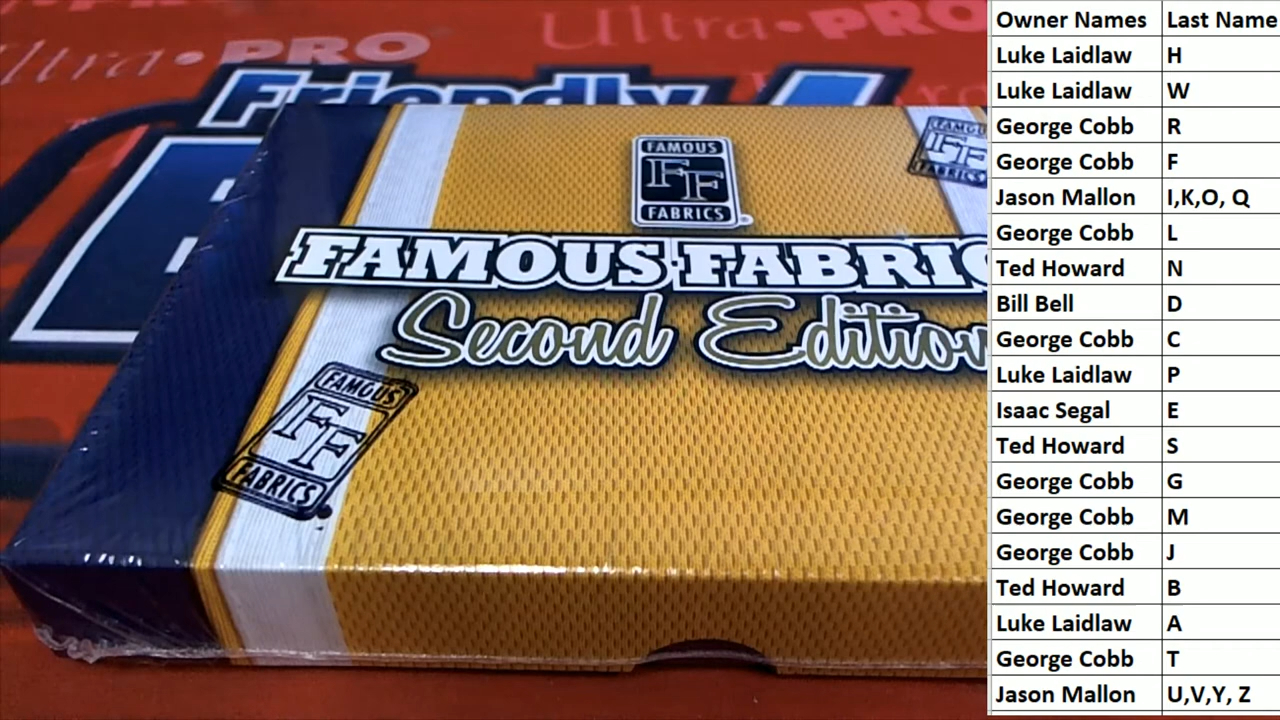 Ultra•PRO
Ultra•PRO
Friendly
FAMOUS
FF
FABRICS
FAMOUS
FF
FABRICS
FAMOUS FABRIC
Second Edition
FAMOUS
FF
FABRICS
Owner Names Last Name
Luke Laidlaw H
Luke Laidlaw W
George Cobb R
George Cobb F
Jason Mallon I,K,O, Q
George Cobb L
Ted Howard N
Bill Bell D
George Cobb C
Luke Laidlaw P
Isaac Segal E
Ted Howard S
George Cobb G
George Cobb M
George Cobb J
Ted Howard B
Luke Laidlaw A
George Cobb T
Jason Mallon U,V,Y, Z